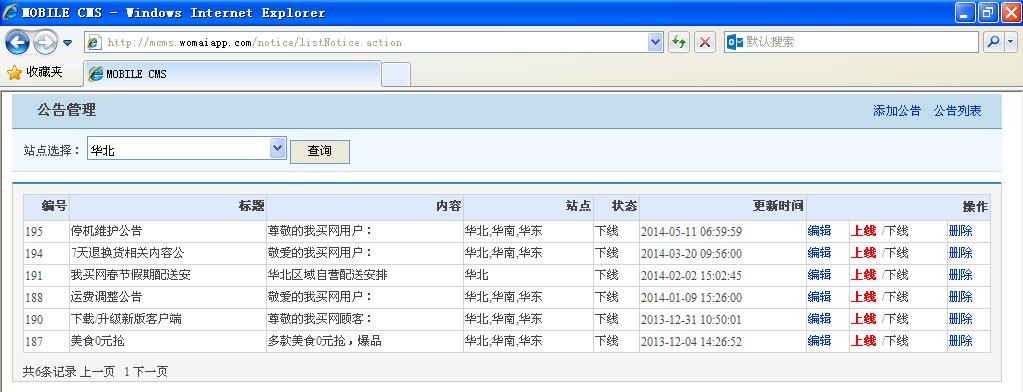 MOBILE CMS - Windows Internet Explorer
http://mcms.womaiapp.com/notice/listNotice.action 默认搜索
收藏夹 MOBILE CMS
公告管理 添加公告 公告列表
站点选择： 华北 查询
编号 标题 内容 站点 状态 更新时间 操作
195 停机维护公告 尊敬的我买网用户： 华北,华南,华东 下线 2014-05-11 06:59:59 编辑 上线 /下线 删除
194 7天退换货相关内容公 敬爱的我买网用户： 华北,华南,华东 下线 2014-03-20 09:56:00 编辑 上线 /下线 删除
191 我买网春节假期配送安 华北区域自营配送安排 华北 下线 2014-02-02 15:02:45 编辑 上线 /下线 删除
188 运费调整公告 敬爱的我买网用户： 华北,华南,华东 下线 2014-01-09 15:26:00 编辑 上线 /下线 删除
190 下载/升级新版客户端 尊敬的我买网顾客： 华北,华南,华东 下线 2013-12-31 10:50:01 编辑 上线 /下线 删除
187 美食0元抢 多款美食0元抢，爆品 华北,华南,华东 下线 2013-12-04 14:26:52 编辑 上线 /下线 删除
共6条记录 上一页 1 下一页